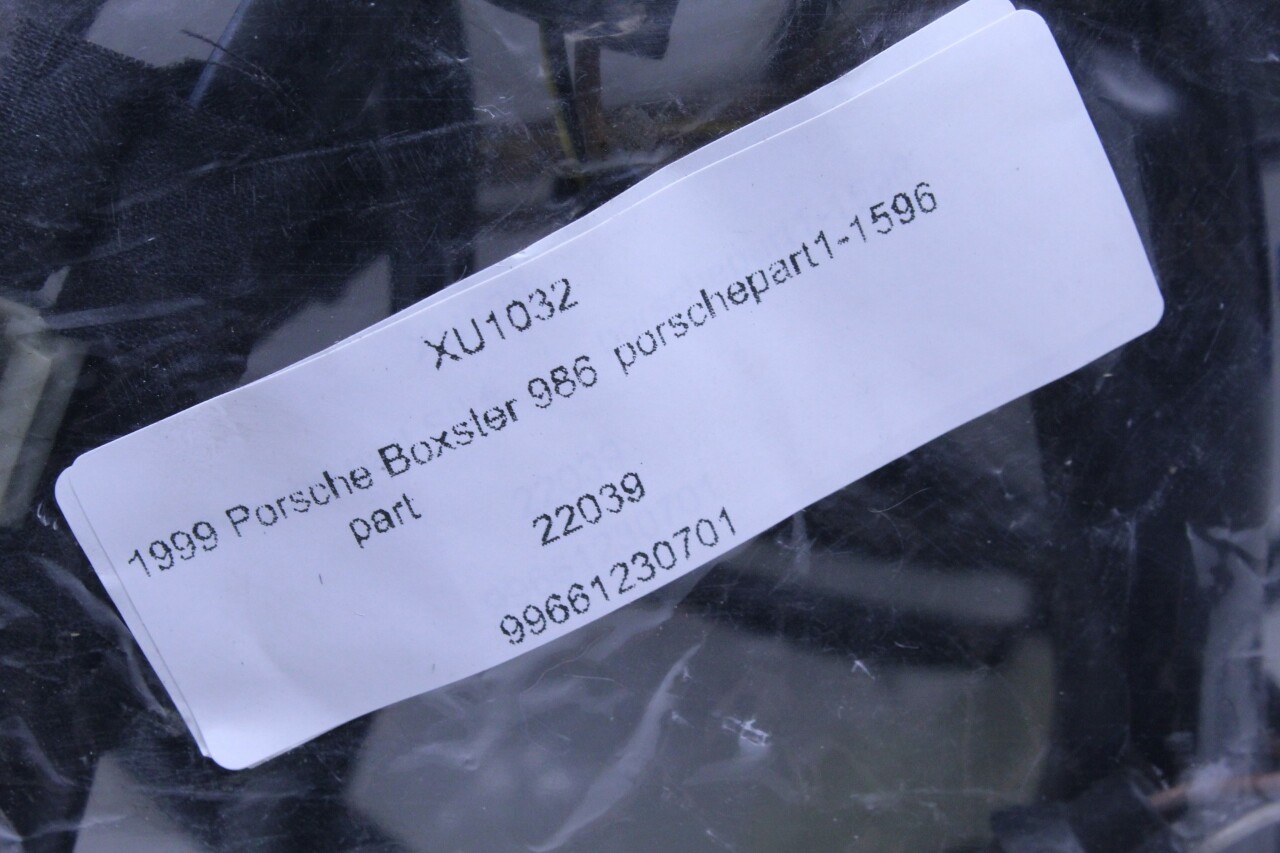 XU1032
1999 Porsche Boxster 986 porschepart1-1596
part 22039
99661230701